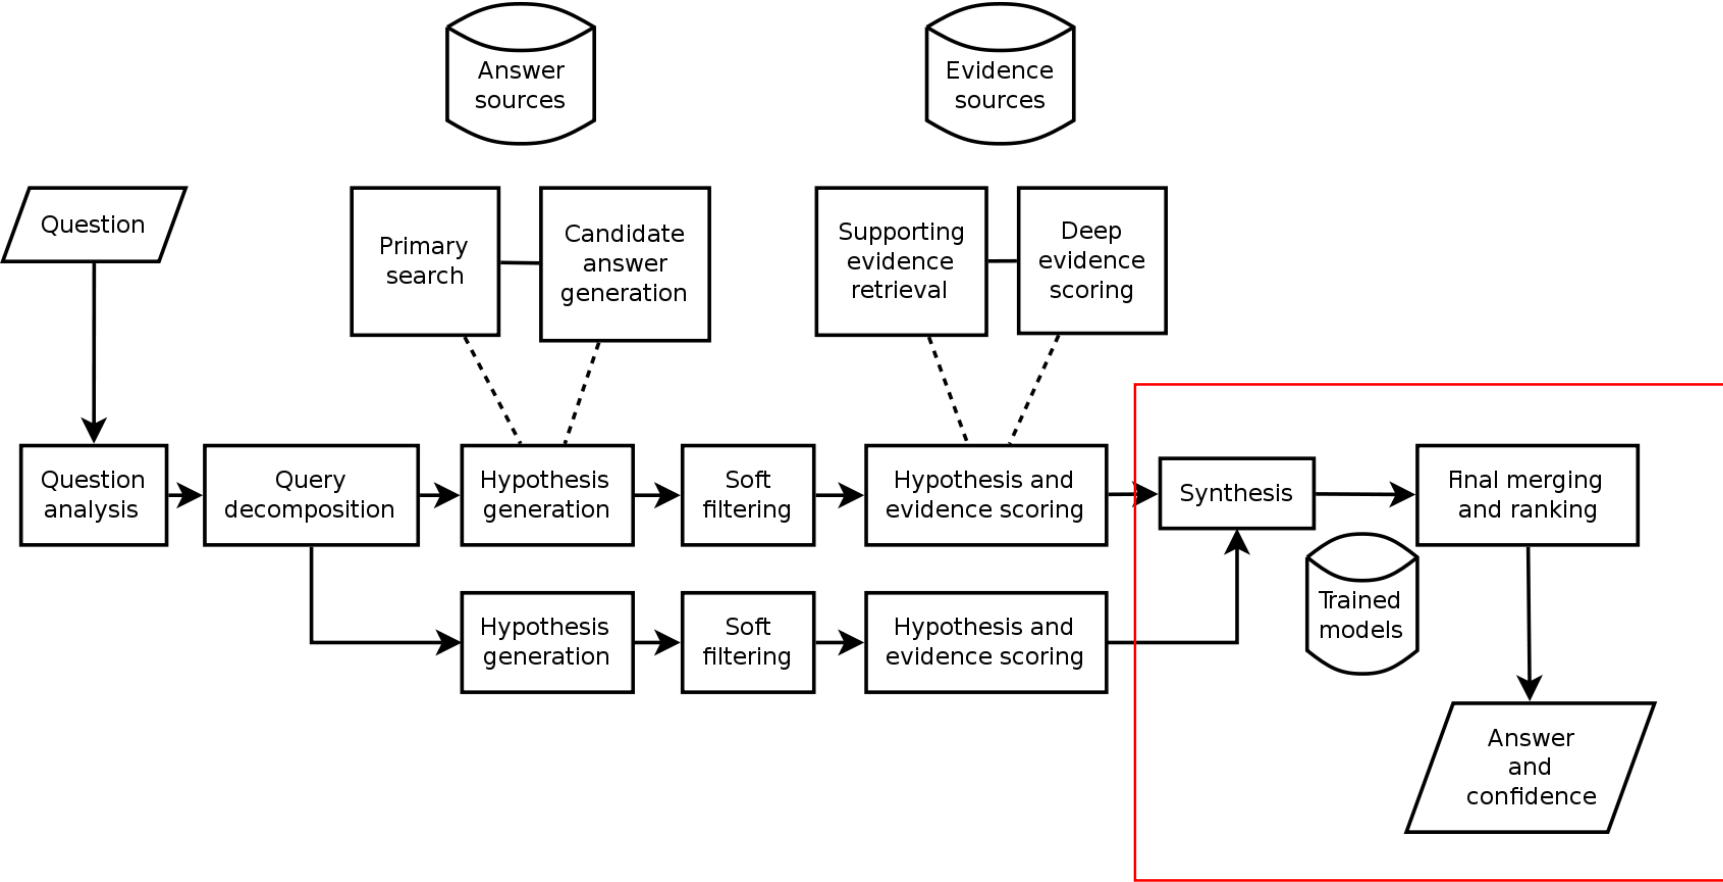 Answer
sources
Evidence
sources
Question
Primary
search
Candidate
answer
generation
Supporting
evidence
retrieval
Deep
evidence
scoring
Question
analysis
Query
decomposition
Hypothesis
generation
Soft
filtering
Hypothesis and
evidence scoring
Synthesis
Final merging
and ranking
Hypothesis
generation
Soft
filtering
Hypothesis and
evidence scoring
Trained
models
Answer
and
confidence